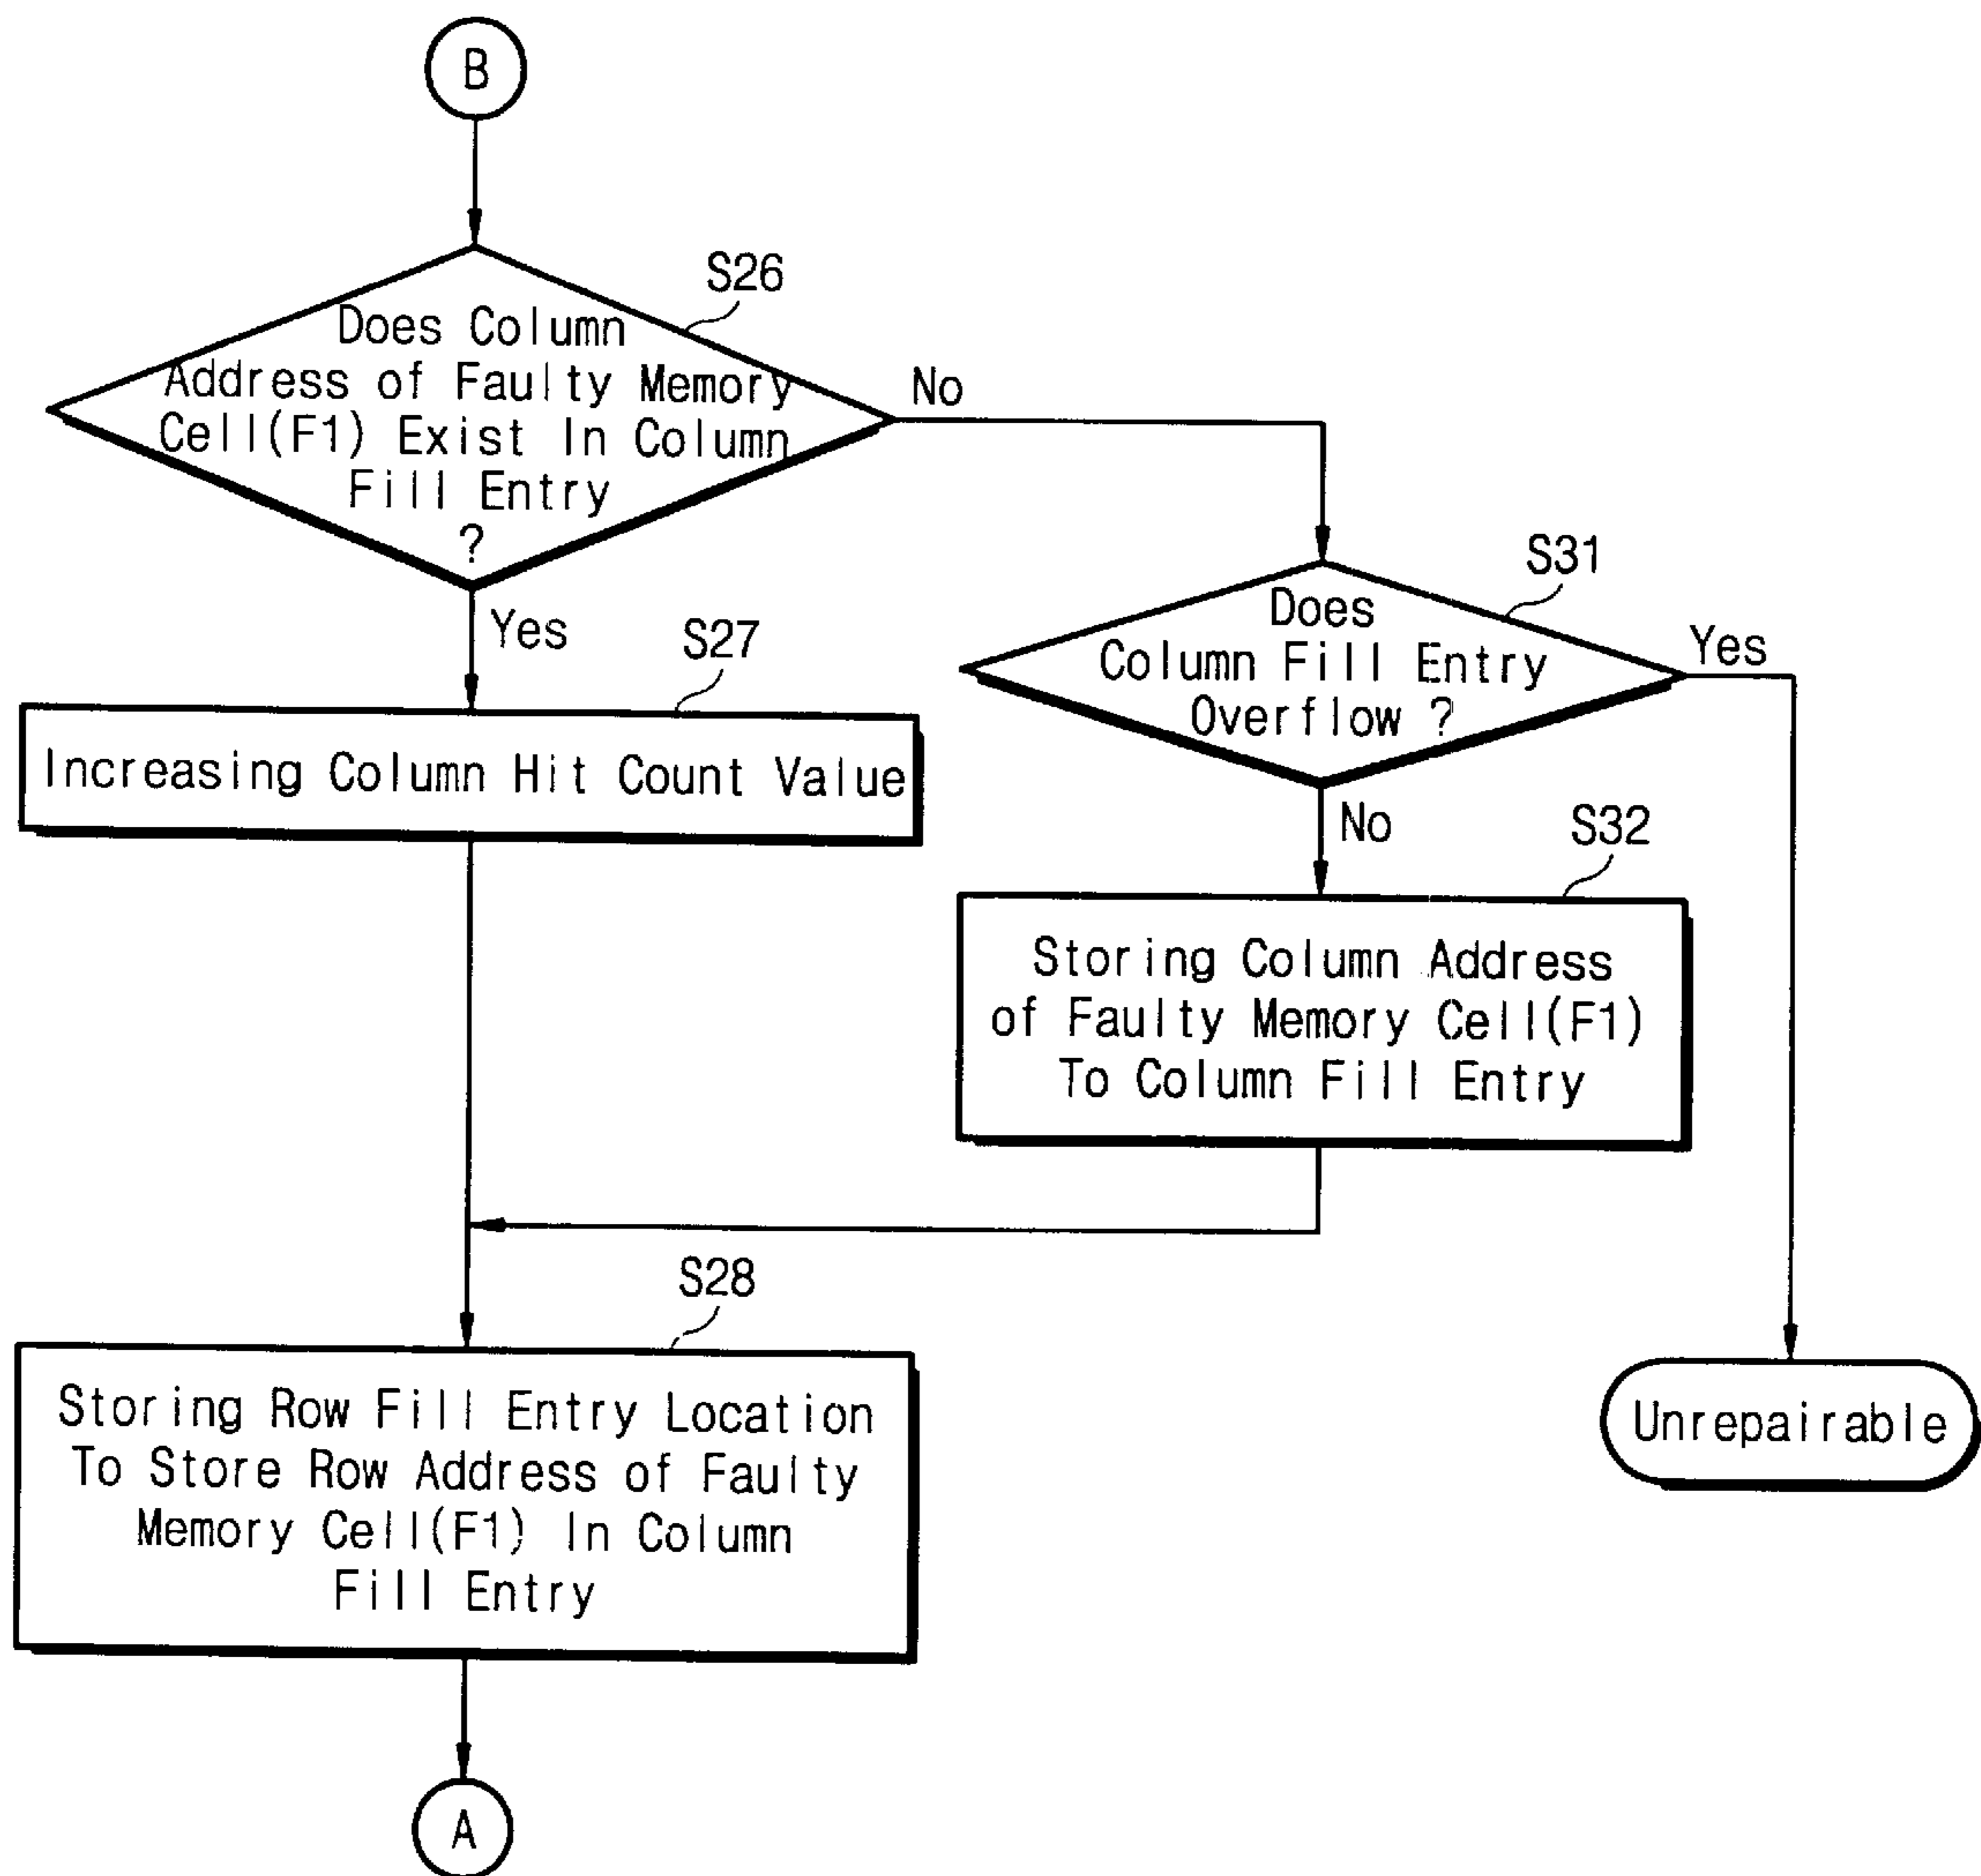 B
S26
Does Column
Address of Faulty Memory
Cell(F1) Exist In Column
Fill Entry
?
No
Yes
S27
Increasing Column Hit Count Value
S31
Does
Column Fill Entry
Overflow ?
Yes
No
S32
Storing Column Address
of Faulty Memory Cell(F1)
To Column Fill Entry
S28
Storing Row Fill Entry Location
To Store Row Address of Faulty
Memory Cell(F1) In Column
Fill Entry
Unrepairable
A